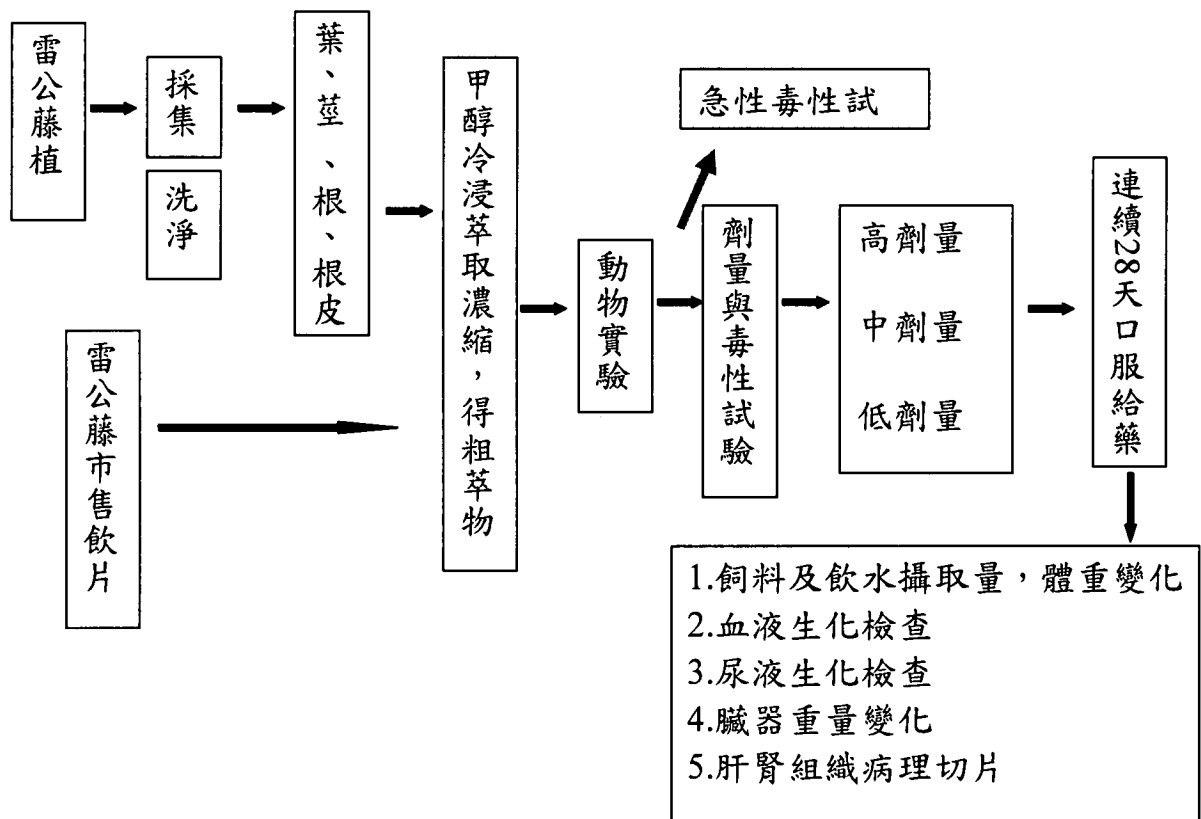 雷公藤植
採集
洗淨
葉、莖、根、根皮
雷公藤市售飲片
甲醇冷浸萃取濃縮，得粗萃物
動物實驗
急性毒性試
劑量與毒性試驗
高劑量
中劑量
低劑量
連續28天口服給藥
1.飼料及飲水攝取量，體重變化
2.血液生化檢查
3.尿液生化檢查
4.臟器重量變化
5.肝腎組織病理切片